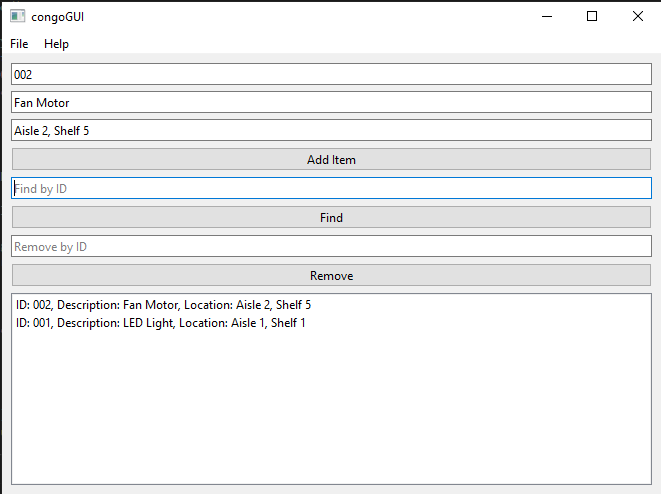 congoGUI
File Help
002
Fan Motor
Aisle 2, Shelf 5
Add Item
Find by ID
Find
Remove by ID
Remove
ID: 002, Description: Fan Motor, Location: Aisle 2, Shelf 5
ID: 001, Description: LED Light, Location: Aisle 1, Shelf 1